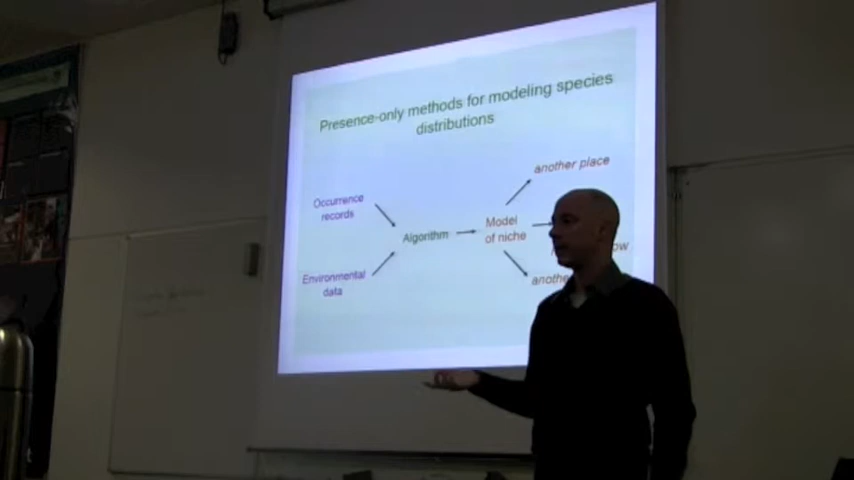 Presence-only methods for modeling species
distributions
another place
Occurrence
records
Model
of niche
Algorithm
Environmental
data